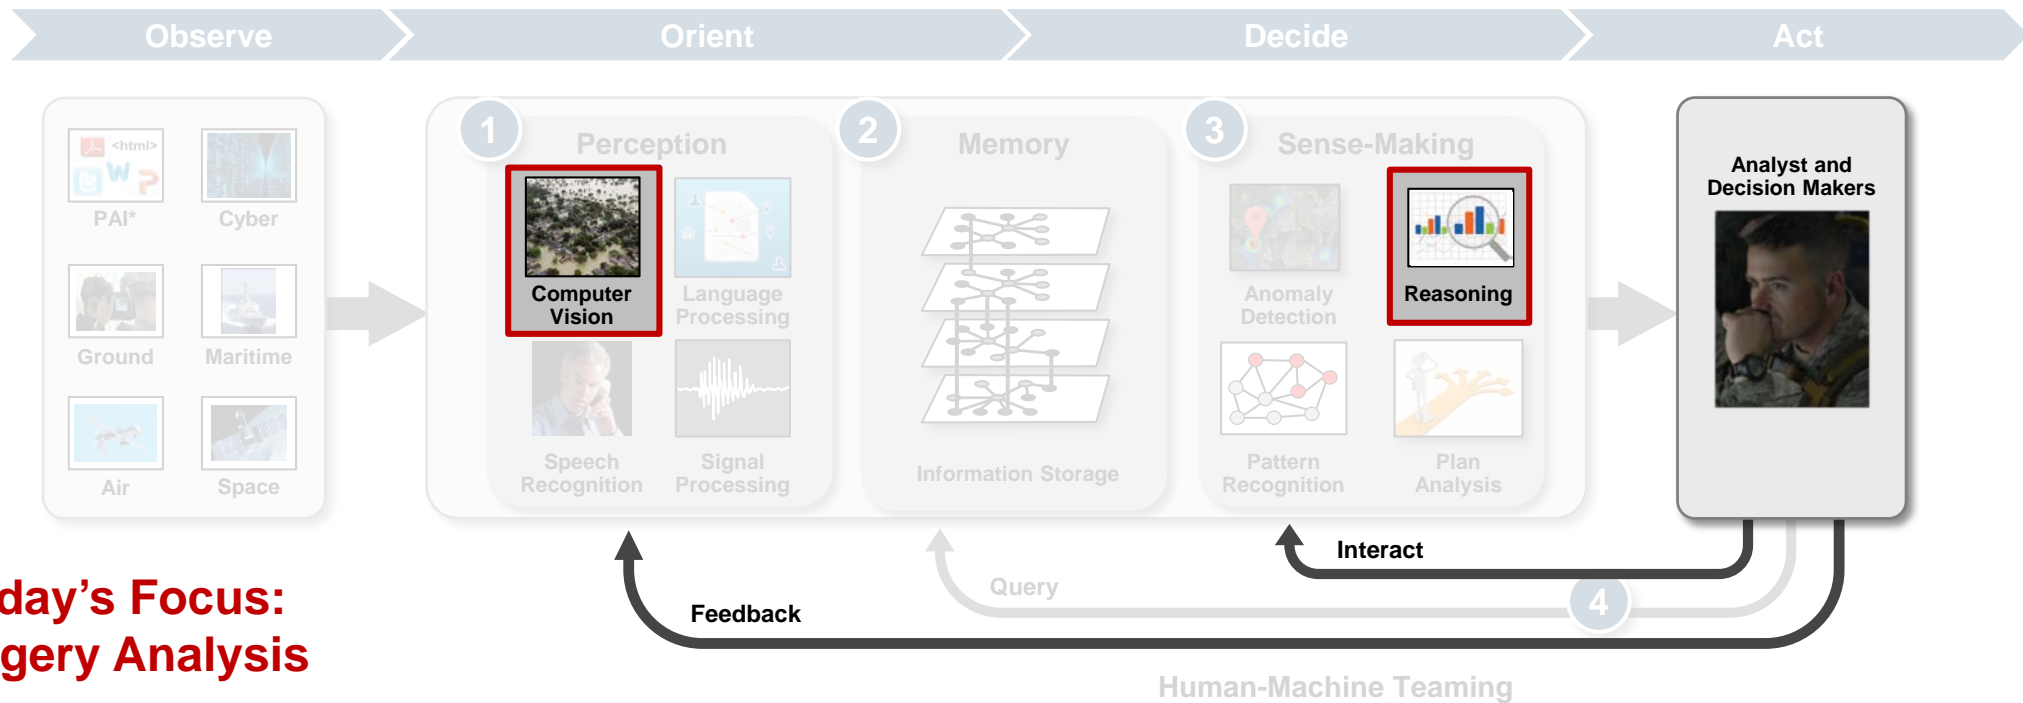 Observe
Orient
Decide
Act
1
Perception
2
Memory
3
Sense-Making
<html>
W
P
PAI*
Cyber
Ground
Maritime
Air
Space
Computer
Vision
Language
Processing
Speech
Recognition
Signal
Processing
Information Storage
Anomaly
Detection
Reasoning
Pattern
Recognition
Plan
Analysis
Analyst and
Decision Makers
Interact
Query
4
Feedback
day’s Focus:
gery Analysis
Human-Machine Teaming